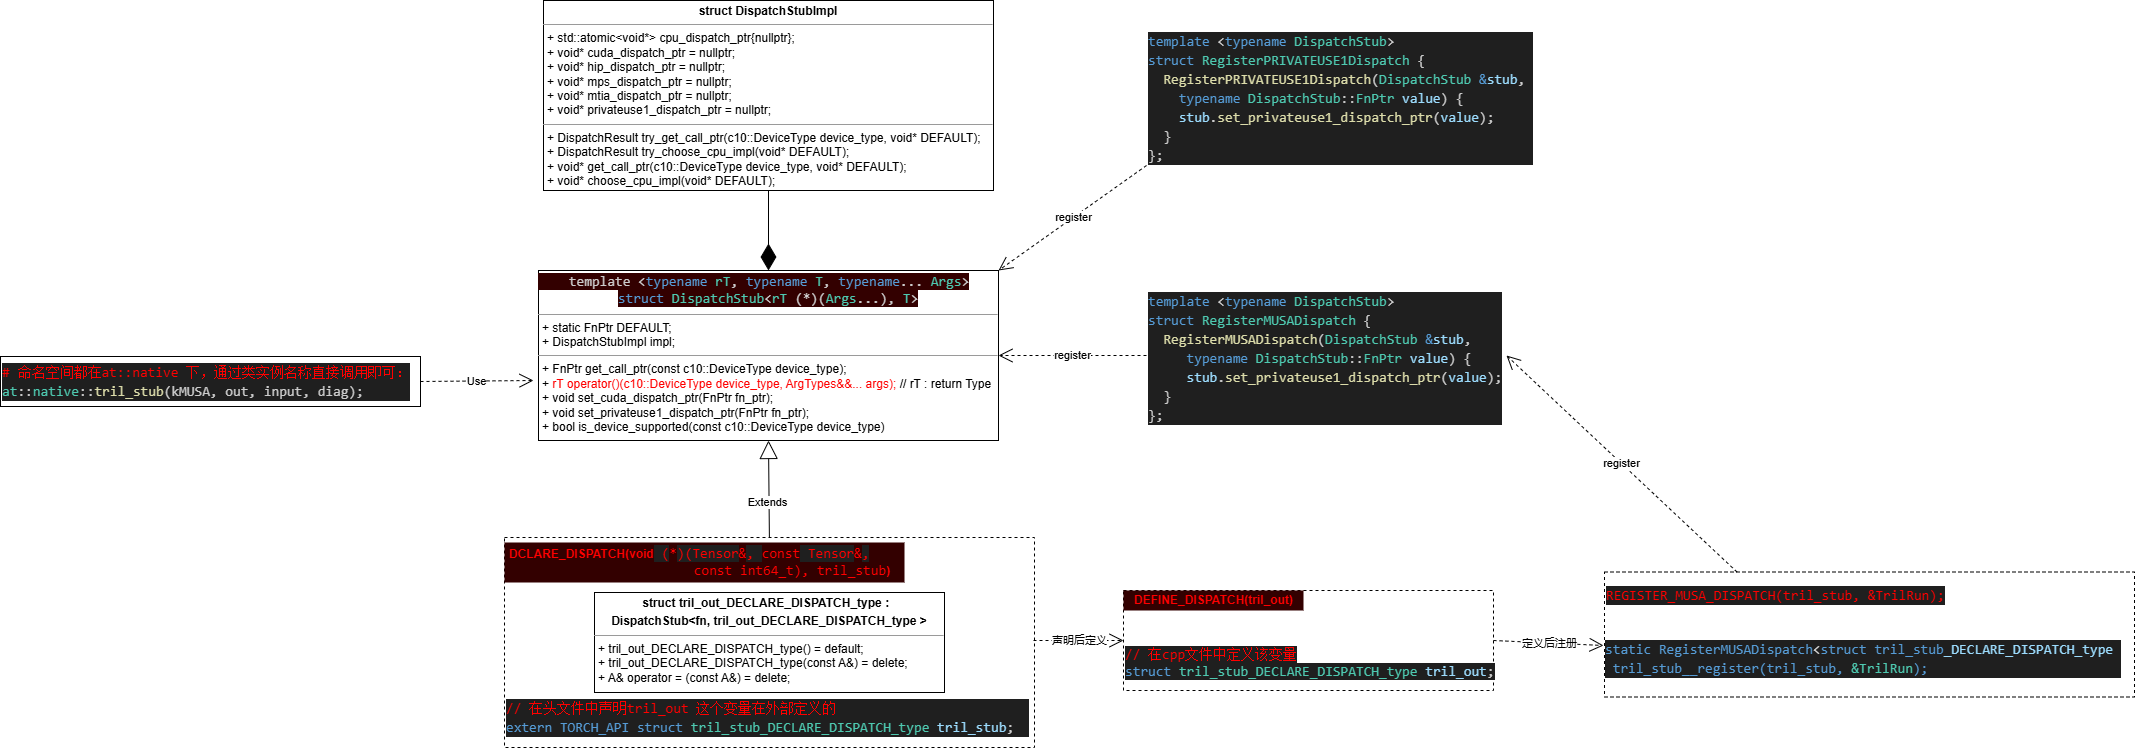 struct DispatchStubImpl
+ std::atomic<void*> cpu_dispatch_ptr{nullptr};
+ void* cuda_dispatch_ptr = nullptr;
+ void* hip_dispatch_ptr = nullptr;
+ void* mps_dispatch_ptr = nullptr;
+ void* mtia_dispatch_ptr = nullptr;
+ void* privateuse1_dispatch_ptr = nullptr;
+ DispatchResult try_get_call_ptr(c10::DeviceType device_type, void* DEFAULT);
+ DispatchResult try_choose_cpu_impl(void* DEFAULT);
+ void* get_call_ptr(c10::DeviceType device_type, void* DEFAULT);
+ void* choose_cpu_impl(void* DEFAULT);
template <typename DispatchStub>
struct RegisterPRIVATEUSE1Dispatch {
RegisterPRIVATEUSE1Dispatch(DispatchStub &stub,
typename DispatchStub::FnPtr value) {
stub.set_privateuse1_dispatch_ptr(value);
}
};
register
template <typename rT, typename T, typename... Args>
struct DispatchStub<rT (*)(Args...), T>
+ static FnPtr DEFAULT;
+ DispatchStubImpl impl;
+ FnPtr get_call_ptr(const c10::DeviceType device_type);
+ rT operator()(c10::DeviceType device_type, ArgTypes&&... args); // rT : return Type
+ void set_cuda_dispatch_ptr(FnPtr fn_ptr);
+ void set_privateuse1_dispatch_ptr(FnPtr fn_ptr);
+ bool is_device_supported(const c10::DeviceType device_type)
register
template <typename DispatchStub>
struct RegisterMUSADispatch {
RegisterMUSADispatch(DispatchStub &stub,
typename DispatchStub::FnPtr value) {
stub.set_privateuse1_dispatch_ptr(value);
}
};
# 命名空间都在at::native 下，通过类实例名称直接调用即可：
at::native::tril_stub(kMUSA, out, input, diag);
Use
register
Extends
DCLARE_DISPATCH(void (*)(Tensor&, const Tensor&,
const int64_t), tril_stub)
struct tril_out_DECLARE_DISPATCH_type :
DispatchStub<fn, tril_out_DECLARE_DISPATCH_type >
+ tril_out_DECLARE_DISPATCH_type() = default;
+ tril_out_DECLARE_DISPATCH_type(const A&) = delete;
+ A& operator = (const A&) = delete;
// 在头文件中声明tril_out 这个变量在外部定义的
extern TORCH_API struct tril_stub_DECLARE_DISPATCH_type tril_stub;
声明后定义
DEFINE_DISPATCH(tril_out)
// 在cpp文件中定义该变量
struct tril_stub_DECLARE_DISPATCH_type tril_out;
定义后注册
REGISTER_MUSA_DISPATCH(tril_stub, &TrilRun);
static RegisterMUSADispatch<struct tril_stub_DECLARE_DISPATCH_type
tril_stub__register(tril_stub, &TrilRun);